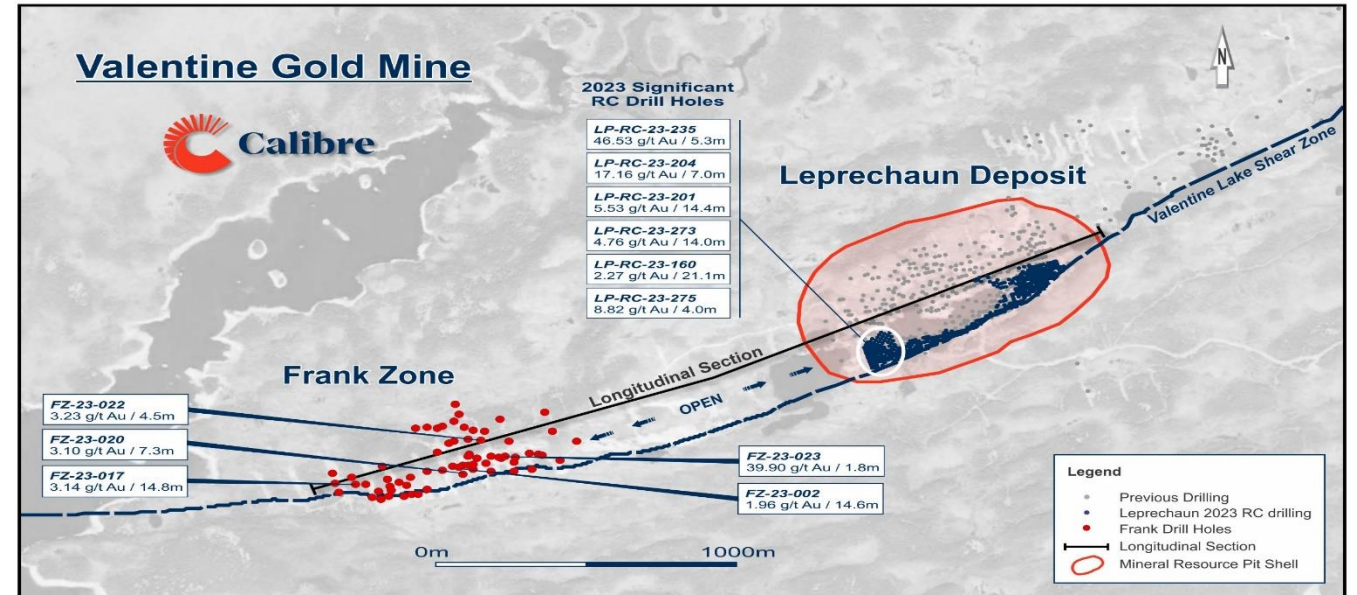 Valentine Gold Mine
Calibre
2023 Significant
RC Drill Holes
LP-RC-23-235
46.53 g/t Au / 5.3m
LP-RC-23-204
17.16 g/t Au / 7.0m
LP-RC-23-201
5.53 g/t Au / 14.4m
LP-RC-23-273
4.76 g/t Au / 14.0m
LP-RC-23-160
2.27 g/t Au / 21.1m
LP-RC-23-275
8.82 g/t Au / 4.0m
N
Leprechaun Deposit
Valentine Lake Shear Zone
Longitudinal Section
OPEN
Frank Zone
FZ-23-022
3.23 g/t Au / 4.5m
FZ-23-020
3.10 g/t Au / 7.3m
FZ-23-017
3.14 g/t Au / 14.8m
FZ-23-023
39.90 g/t Au / 1.8m
FZ-23-002
1.96 g/t Au / 14.6m
0m
1000m
Legend
Previous Drilling
Leprechaun 2023 RC drilling
Frank Drill Holes
Longitudinal Section
Mineral Resource Pit Shell